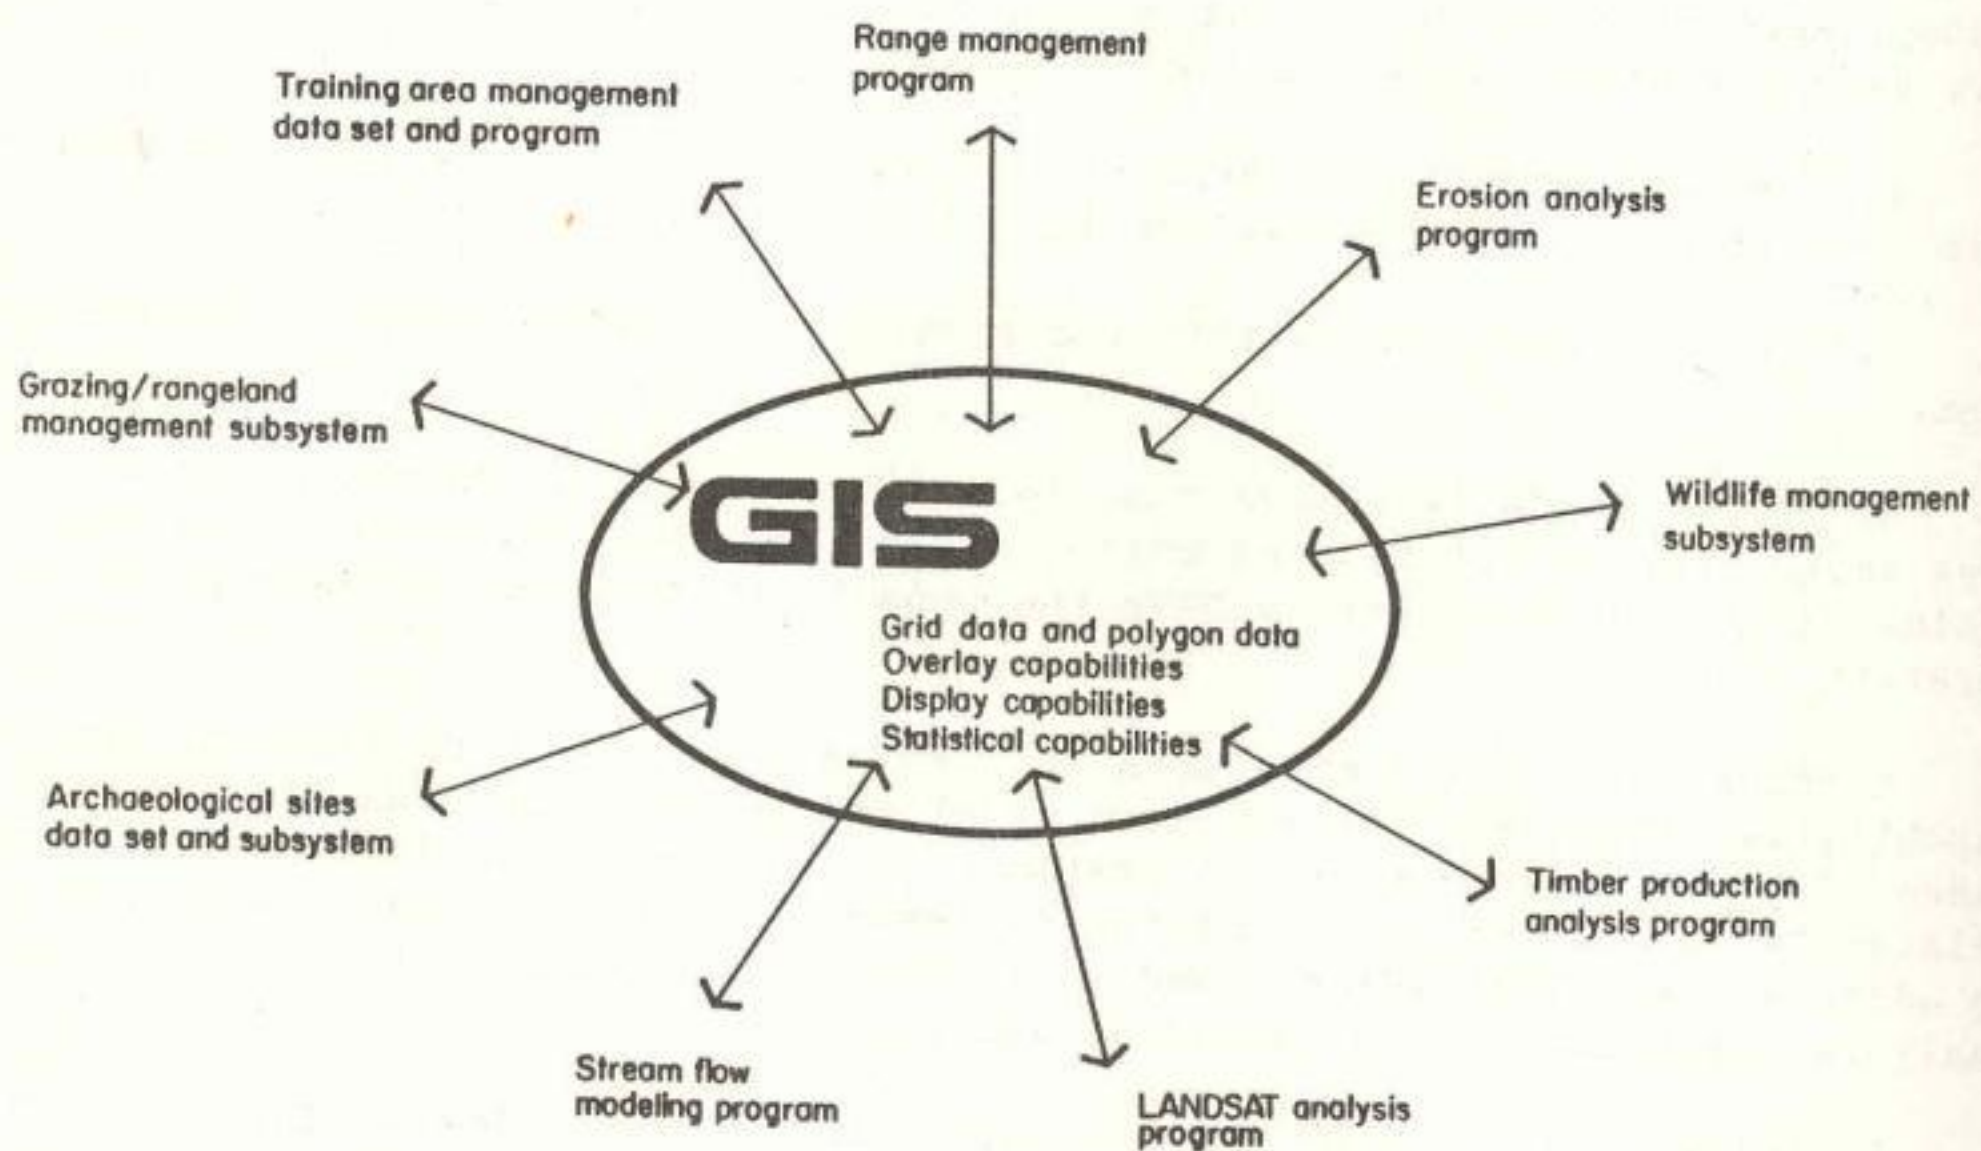 Range management
program
Training area management
data set and program
Erosion analysis
program
Grazing/rangeland
management subsystem
GIS
Wildlife management
subsystem
Grid data and polygon data
Overlay capabilities
Display capabilities
Statistical capabilities
Archaeological sites
data set and subsystem
Timber production
analysis program
Stream flow
modeling program
LANDSAT analysis
program